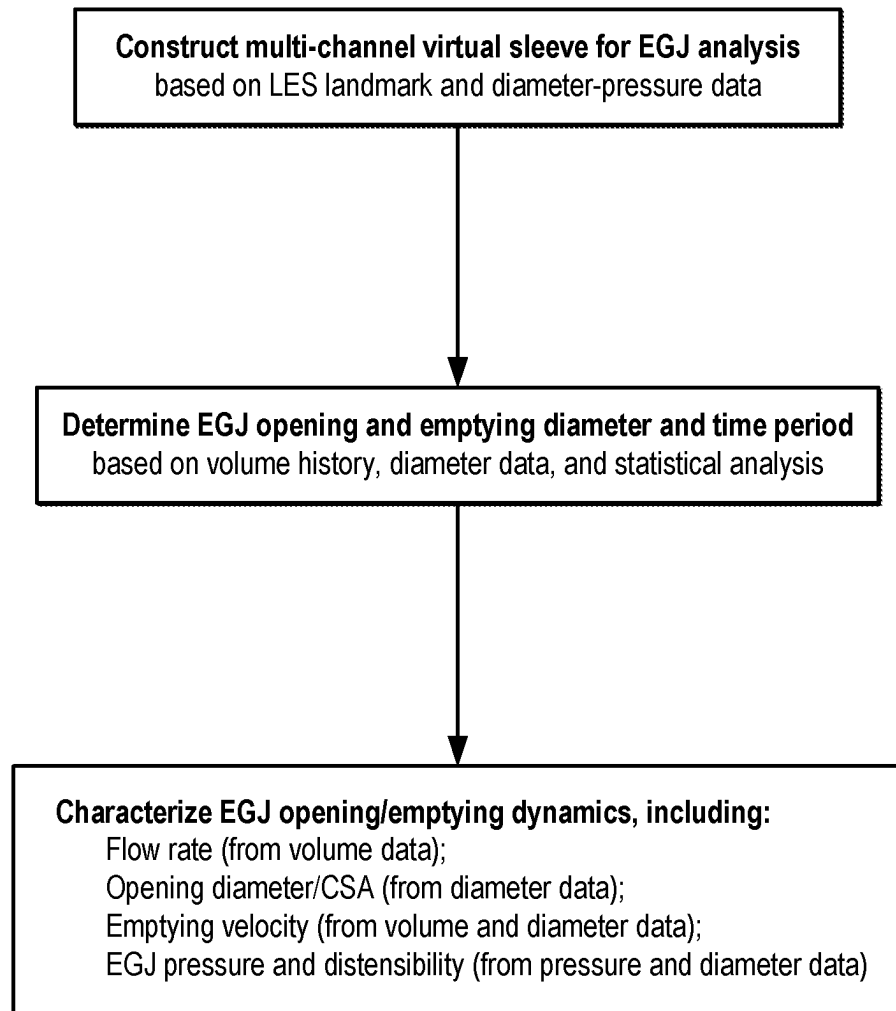 Construct multi-channel virtual sleeve for EGJ analysis
based on LES landmark and diameter-pressure data
Determine EGJ opening and emptying diameter and time period
based on volume history, diameter data, and statistical analysis
Characterize EGJ opening/emptying dynamics, including:
Flow rate (from volume data);
Opening diameter/CSA (from diameter data);
Emptying velocity (from volume and diameter data);
EGJ pressure and distensibility (from pressure and diameter data)